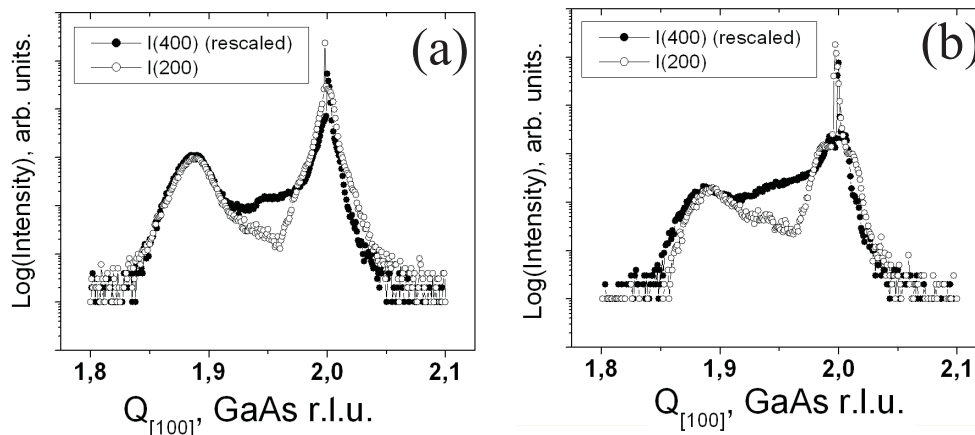 (a)
I(400) (rescaled)
I(200)
Log(Intensity), arb. units.
1,8 1,9 2,0 2,1
Q[100], GaAs r.l.u.
(b)
I(400) (rescaled)
I(200)
Log(Intensity), arb. units.
1,8 1,9 2,0 2,1
Q[100], GaAs r.l.u.